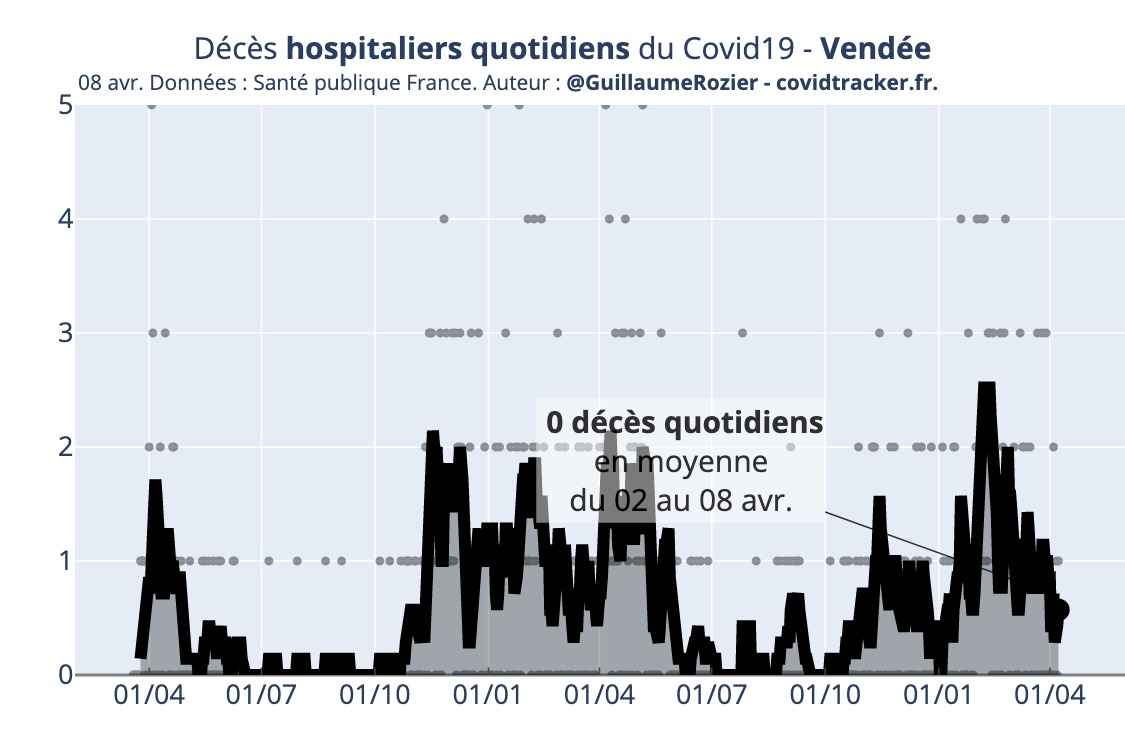 Décès hospitaliers quotidiens du Covid19 - Vendée
08 avr. Données : Santé publique France. Auteur : @GuillaumeRozier - covidtracker.fr.
5
4
3
2
1
0
0 décès quotidiens
en moyenne
du 02 au 08 avr.
01/04 01/07 01/10 01/01 01/04 01/07 01/10 01/01 01/04